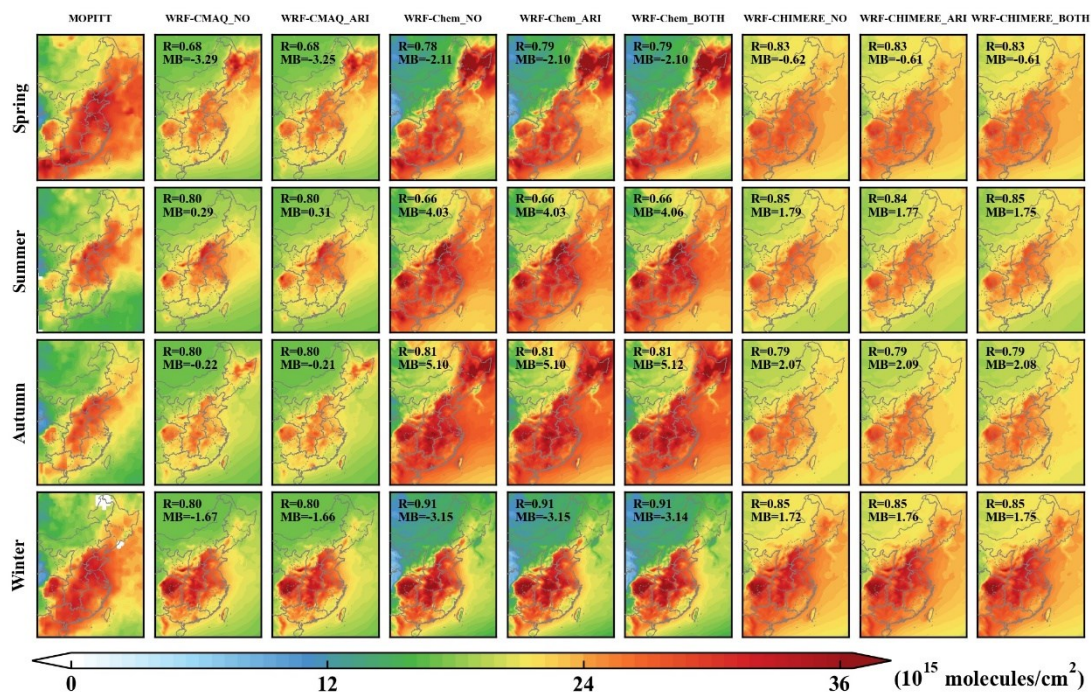 MOPITT WRF-CMAQ_NO WRF-CMAQ_ARI WRF-Chem_NO WRF-Chem_ARI WRF-Chem_BOTH WRF-CHIMERE_NO WRF-CHIMERE_ARI WRF-CHIMERE_BOTH
Spring
R=0.68 R=0.68 R=0.78 R=0.79 R=0.79 R=0.83 R=0.83 R=0.83
MB=-3.29 MB=-3.25 MB=-2.11 MB=-2.10 MB=-2.10 MB=-0.62 MB=-0.61 MB=-0.61
Summer
R=0.80 R=0.80 R=0.66 R=0.66 R=0.66 R=0.85 R=0.84 R=0.85
MB=0.29 MB=0.31 MB=4.03 MB=4.03 MB=4.06 MB=1.79 MB=1.77 MB=1.75
Autumn
R=0.80 R=0.80 R=0.81 R=0.81 R=0.81 R=0.79 R=0.79 R=0.79
MB=-0.22 MB=-0.21 MB=5.10 MB=5.10 MB=5.12 MB=2.07 MB=2.09 MB=2.08
Winter
R=0.80 R=0.80 R=0.91 R=0.91 R=0.91 R=0.85 R=0.85 R=0.85
MB=-1.67 MB=-1.66 MB=-3.15 MB=-3.15 MB=-3.14 MB=1.72 MB=1.76 MB=1.75
0 12 24 36 (10¹⁵ molecules/cm²)